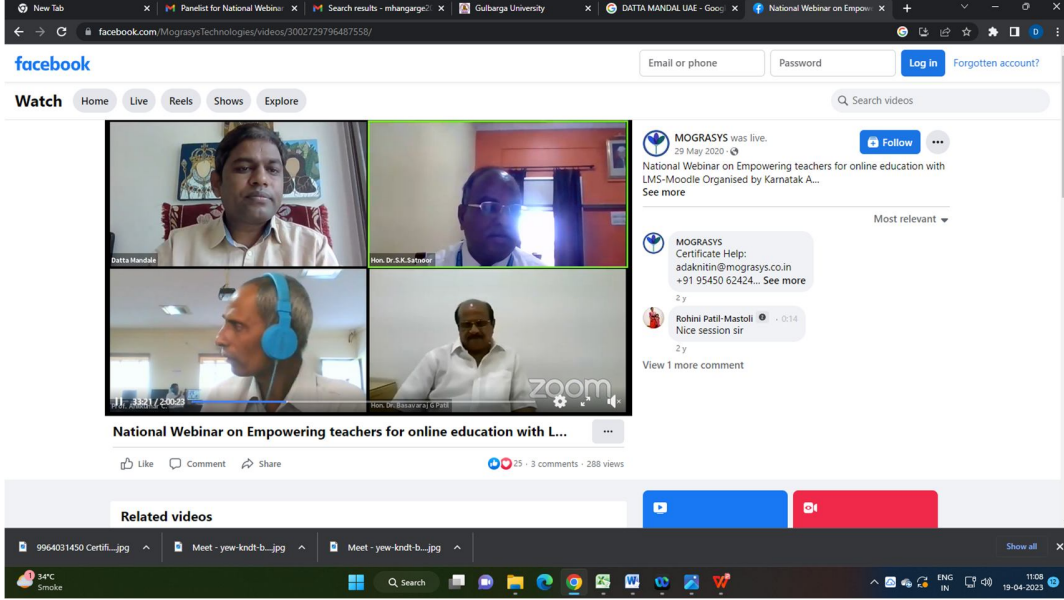 New Tab
Panelist for National Webinar
Search results - mhangarge2
Gulbarga University
DATTA MANDAL UAE - Goog
National Webinar on Empowe
facebook.com/MograsysTechnologies/videos/3002729796487558/
facebook
Email or phone
Password
Log in
Forgotten account?
Watch
Home
Live
Reels
Shows
Explore
Search videos
Datta Mandale
Hon. Dr.S.K.Satnoor
33:21 / 2:00:23
Hon. Dr. Basavaraj G Patil
zoom
MOGRASYS was live.
29 May 2020 ·
Follow
National Webinar on Empowering teachers for online education with
LMS-Moodle Organised by Karnatak A...
See more
Most relevant
MOGRASYS
Certificate Help:
adaknitin@mograsys.co.in
+91 95450 62424... See more
2 y
Rohini Patil-Mastoli · 0:14
Nice session sir
2 y
View 1 more comment
National Webinar on Empowering teachers for online education with L...
Like
Comment
Share
25 · 3 comments · 288 views
Related videos
9964031450 Certifi....jpg
Meet - yew-kndt-b....jpg
Meet - yew-kndt-b....jpg
Show all
1
34°C
Smoke
Search
ENG
IN
11:08
19-04-2023